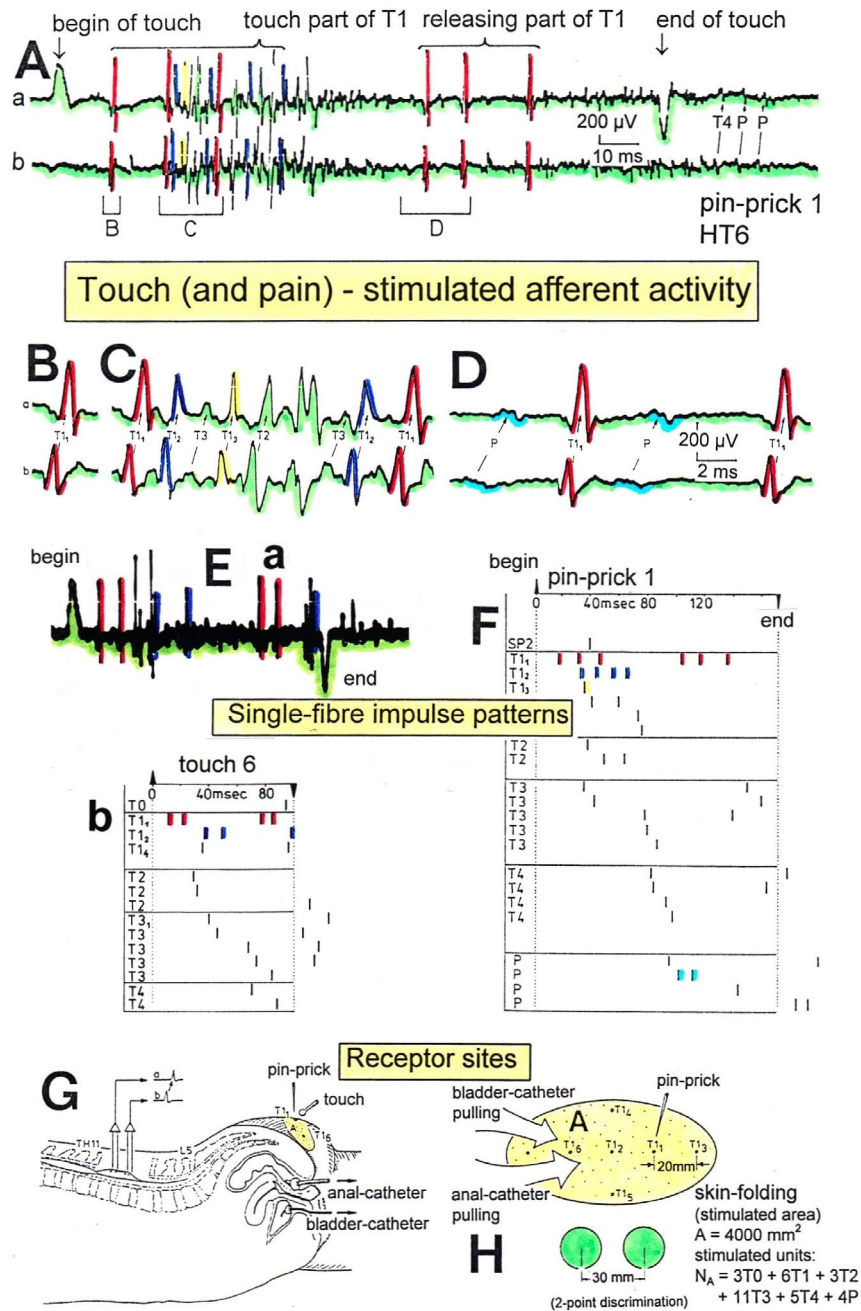 begin of touch
touch part of T1
releasing part of T1
end of touch
A
a
b
200 µV
10 ms
T4 P P
B
C
D
pin-prick 1
HT6
Touch (and pain) - stimulated afferent activity
B C D
a
T1₁ T1₁ T1₂ T3 T1₃ T2 T3 T1₂ T1₁
P T1₁ P T1₁
200 µV
2 ms
b
begin
E a
end
begin
pin-prick 1
0 40msec 80 120
end
F
SP2
T1₁
T1₂
T1₃
T2
T2
T3
T3
T3
T3
T3
T4
T4
T4
T4
P
P
P
P
Single-fibre impulse patterns
touch 6
0 40msec 80
b
T0
T1₁
T1₂
T1₄
T2
T2
T2
T3₁
T3
T3
T3
T3
T4
T4
Receptor sites
G
a
b
TH11
L5
pin-prick
touch
T1₁
A
T1₆
anal-catheter
bladder-catheter
bladder-catheter
pulling
anal-catheter
pulling
pin-prick
A
T1₄
T1₆ T1₂ T1₁ T1₃
20mm
T1₅
H
30 mm
(2-point discrimination)
skin-folding
(stimulated area)
A = 4000 mm²
stimulated units:
N_A = 3T0 + 6T1 + 3T2
+ 11T3 + 5T4 + 4P